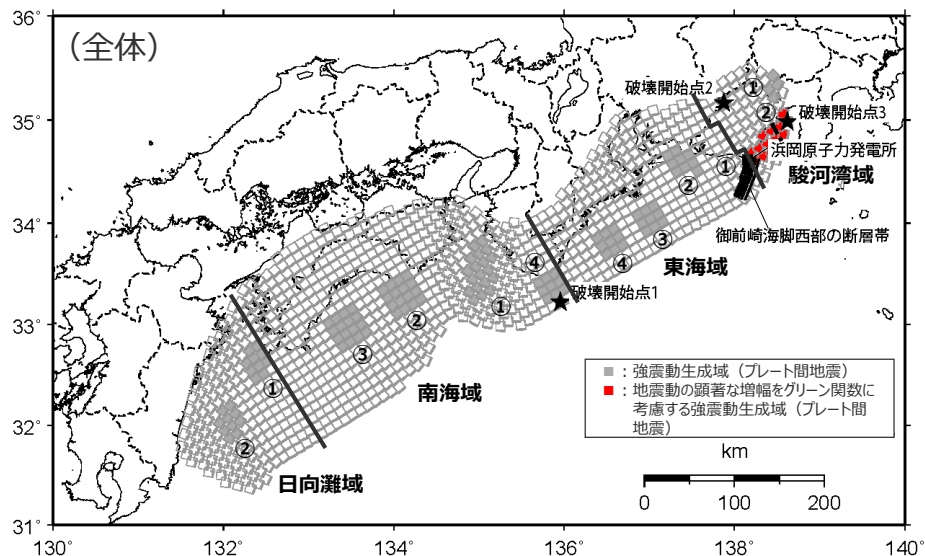 36°
35°
34°
33°
32°
31°
130°
132°
134°
136°
138°
140°
（全体）
破壊開始点2
①
②
破壊開始点3
浜岡原子力発電所
①
駿河湾域
②
御前崎海脚西部の断層帯
③
④
東海域
④
破壊開始点1
①
②
③
南海域
①
②
日向灘域
■：強震動生成域（プレート間地震）
■：地震動の顕著な増幅をグリーン関数に
考慮する強震動生成域（プレート間
地震）
km
0 100 200